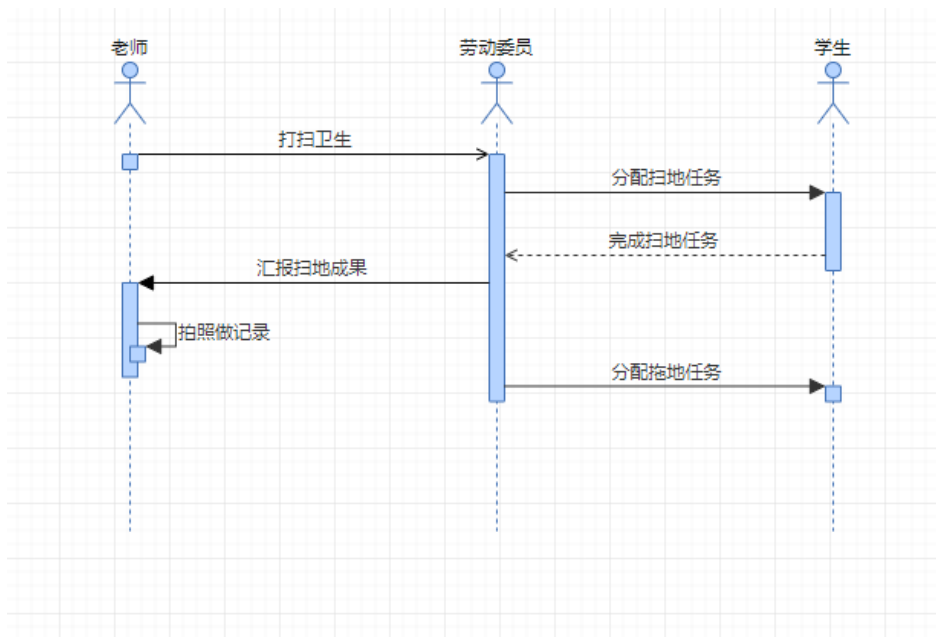 老师
劳动委员
学生
打扫卫生
分配扫地任务
完成扫地任务
汇报扫地成果
拍照做记录
分配拖地任务